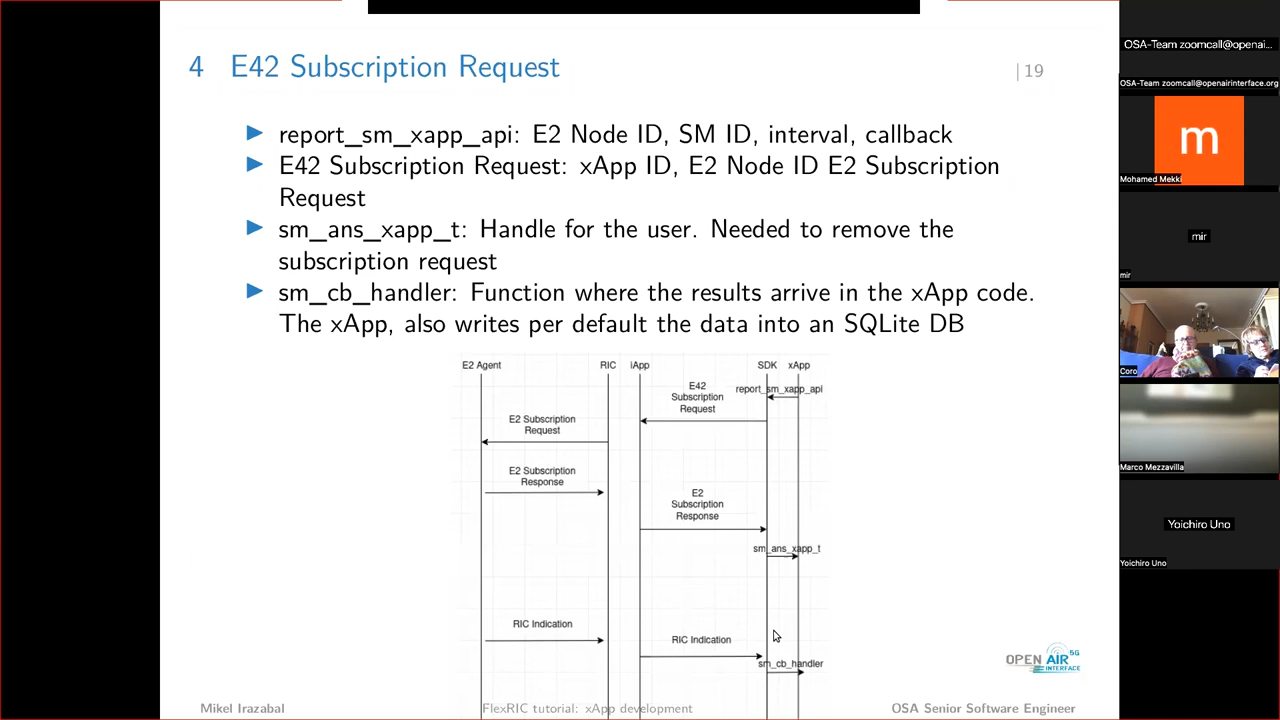 4 E42 Subscription Request
| 19
▶ report_sm_xapp_api: E2 Node ID, SM ID, interval, callback
▶ E42 Subscription Request: xApp ID, E2 Node ID E2 Subscription
Request
▶ sm_ans_xapp_t: Handle for the user. Needed to remove the
subscription request
▶ sm_cb_handler: Function where the results arrive in the xApp code.
The xApp, also writes per default the data into an SQLite DB
E2 Agent RIC iApp SDK xApp
report_sm_xapp_api
E42
Subscription
Request
E2 Subscription
Request
E2 Subscription
Response
E2
Subscription
Response
sm_ans_xapp_t
RIC Indication
RIC Indication
sm_cb_handler
OPEN AIR 5G
INTERFACE
Mikel Irazabal
FlexRIC tutorial: xApp development
OSA Senior Software Engineer
OSA-Team zoomcall@openai...
OSA-Team zoomcall@openairinterface.org
m
Mohamed Mekki
mir
mir
Coro
Marco Mezzavilla
Yoichiro Uno
Yoichiro Uno